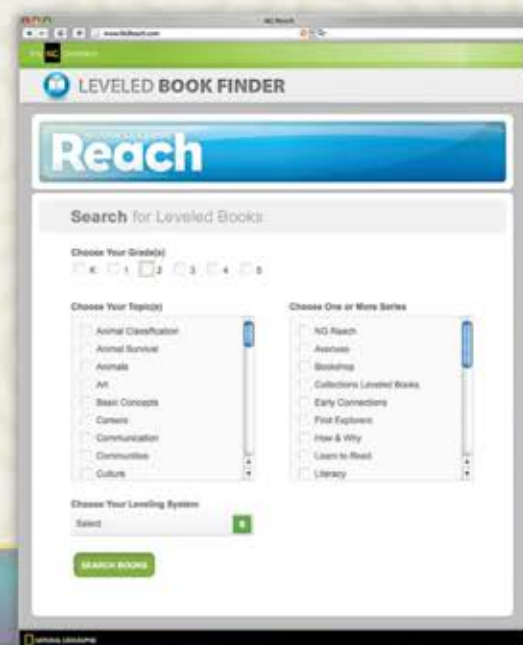 NG Reach
www.NGReach.com
NG
LEVELED BOOK FINDER
Reach
Search for Leveled Books
Choose Your Grade(s)
K 1 2 3 4 5
Choose Your Topic(s)
Animal Classification
Animal Survival
Animals
Art
Basic Concepts
Careers
Communication
Communities
Culture
Choose One or More Series
NG Reach
Avenues
Bookshop
Collections Leveled Books
Early Connections
First Explorers
How & Why
Learn to Read
Literacy
Choose Your Leveling System
Select
SEARCH BOOKS
NATIONAL GEOGRAPHIC